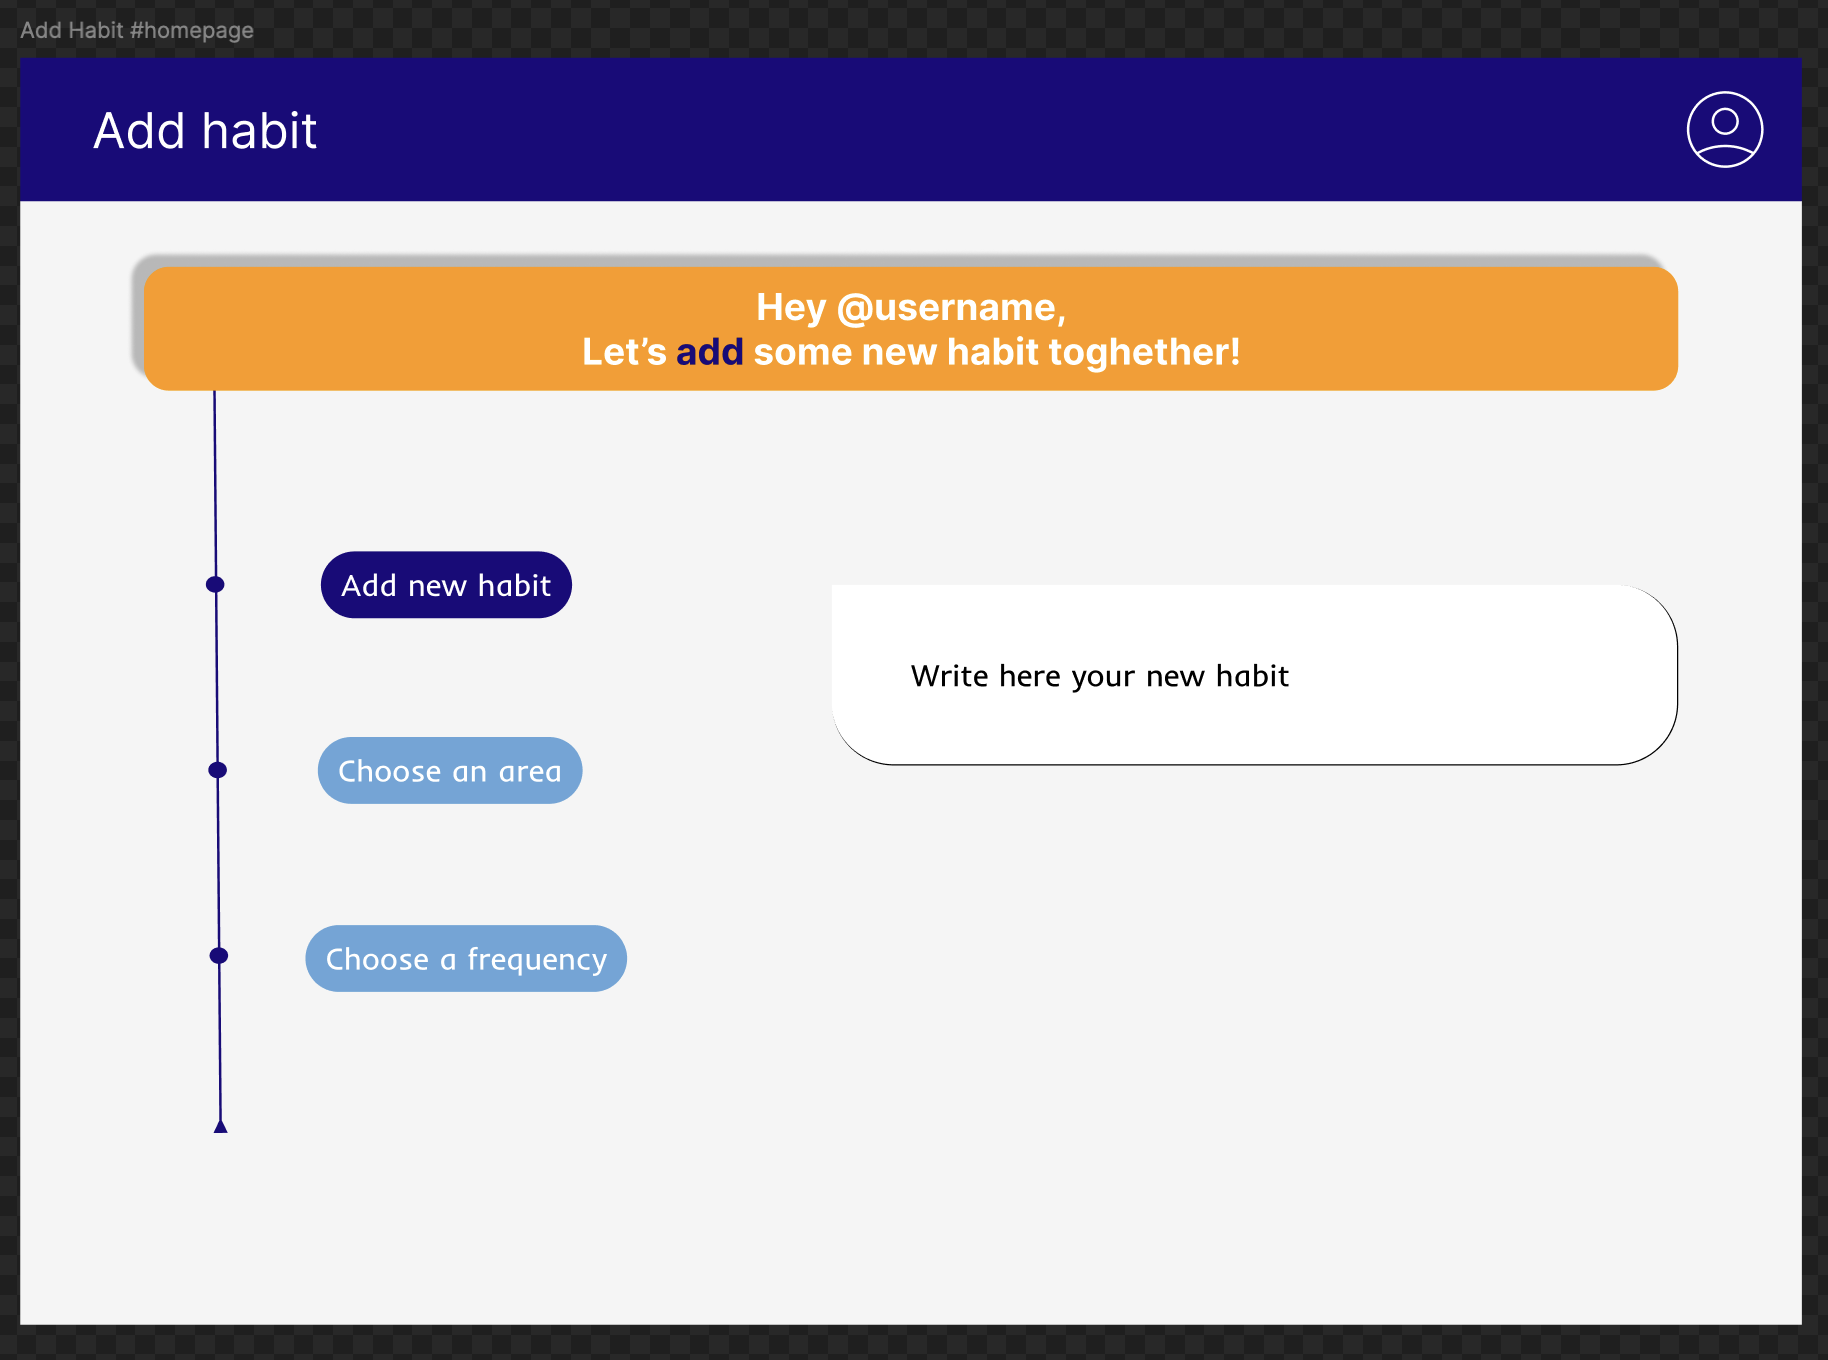 Add Habit #homepage
Add habit
Hey @username,
Let’s add some new habit toghether!
Add new habit
Write here your new habit
Choose an area
Choose a frequency